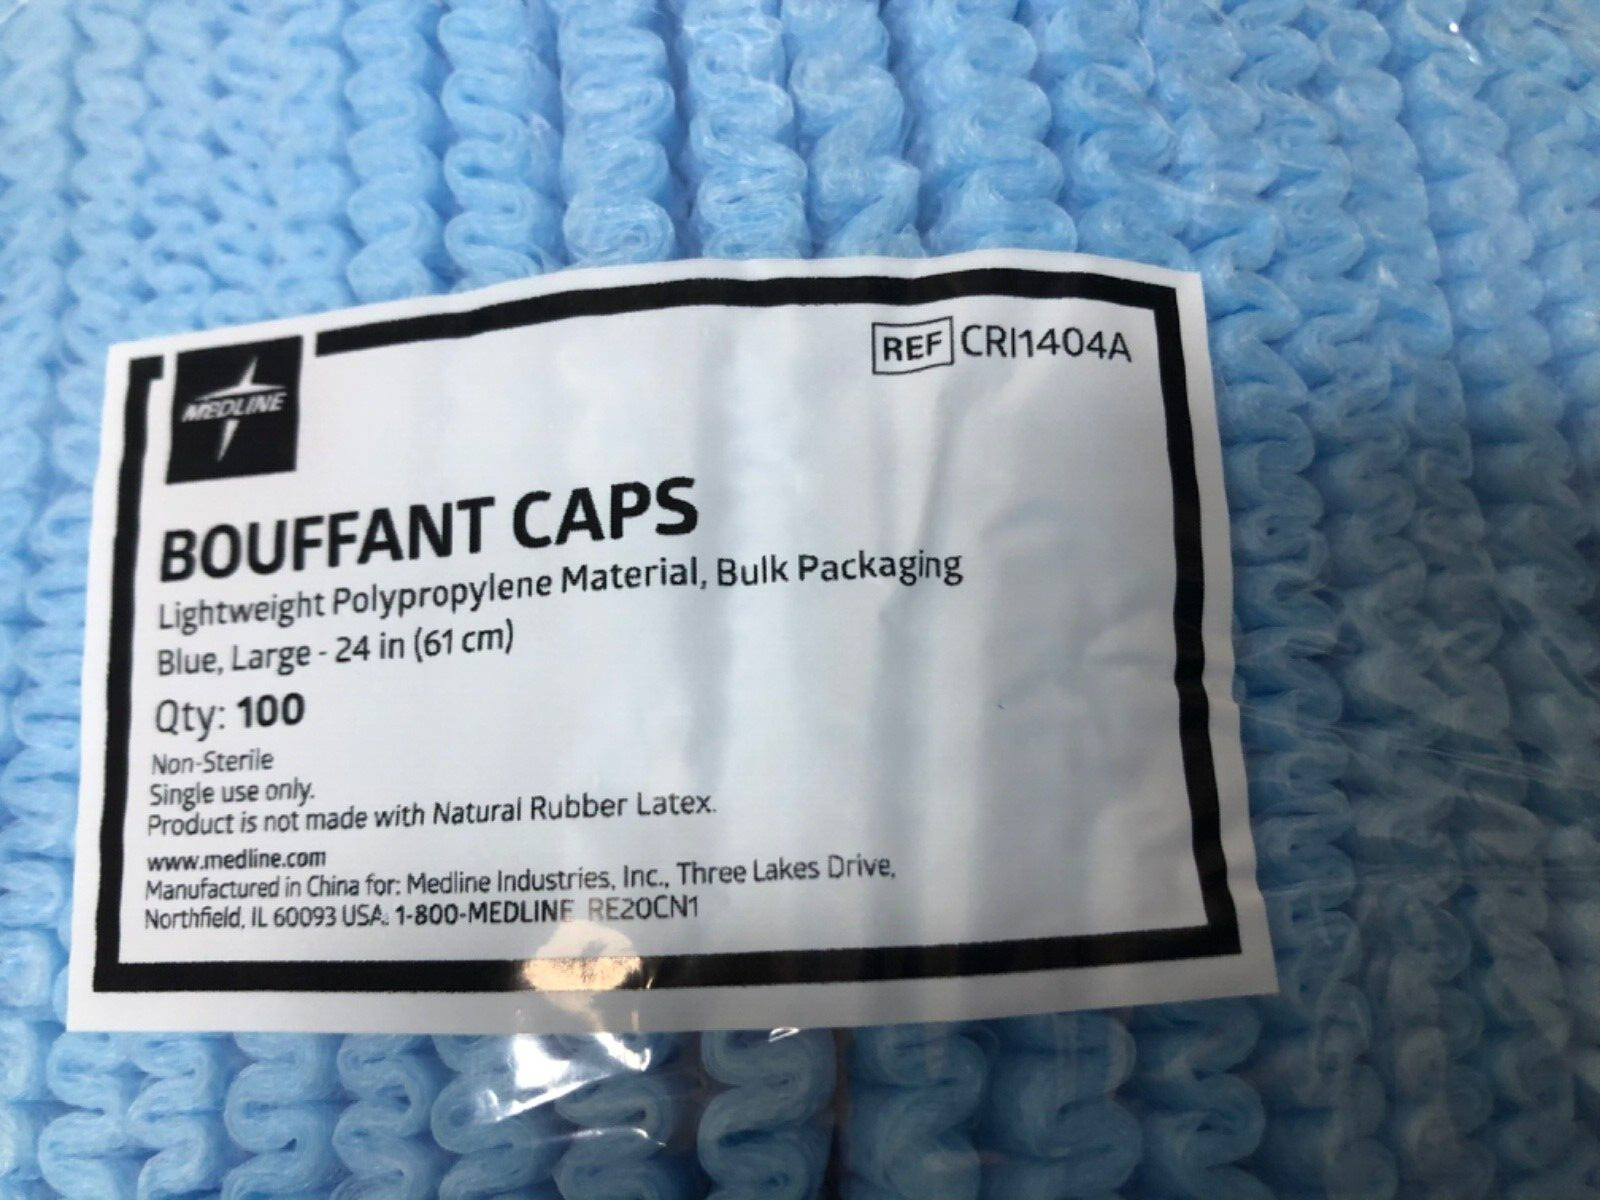 MEDLINE
REF CRI1404A
BOUFFANT CAPS
Lightweight Polypropylene Material, Bulk Packaging
Blue, Large - 24 in (61 cm)
Qty: 100
Non-Sterile
Single use only.
Product is not made with Natural Rubber Latex.
www.medline.com
Manufactured in China for: Medline Industries, Inc., Three Lakes Drive,
Northfield, IL 60093 USA. 1-800-MEDLINE RE20CN1